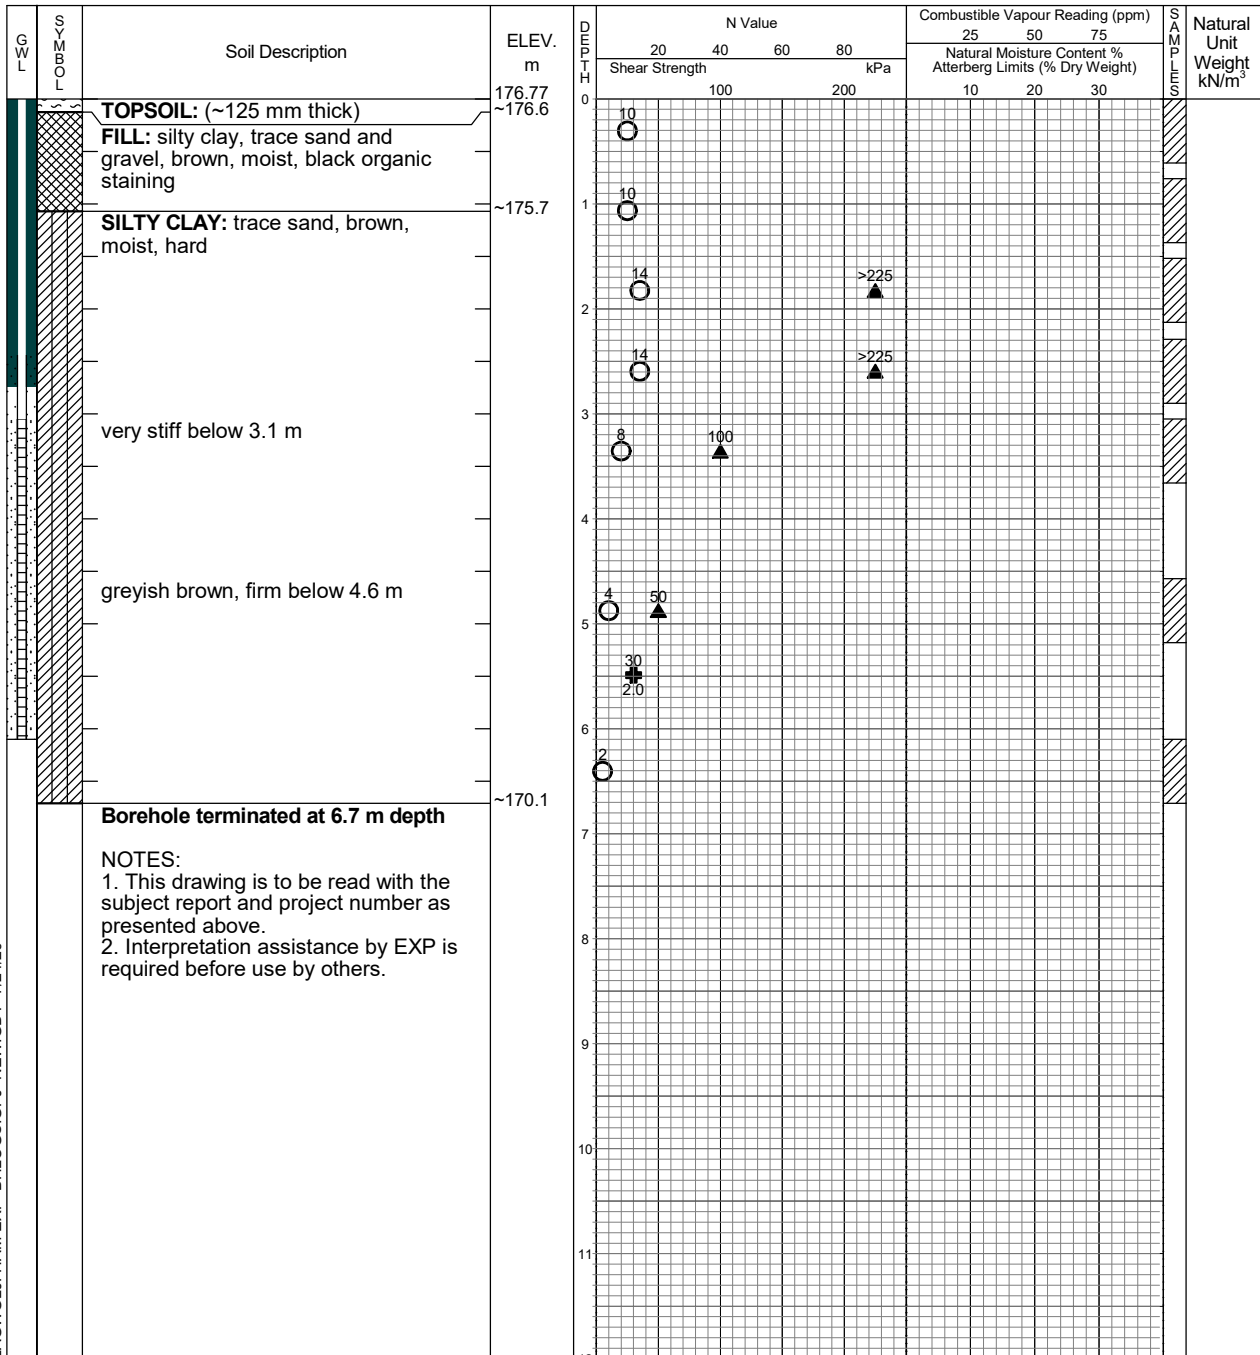 GWL
SYMBOL
Soil Description
ELEV.
m
DEPTH
N Value
20 40 60 80
Shear Strength kPa
100 200
Combustible Vapour Reading (ppm)
25 50 75
Natural Moisture Content %
Atterberg Limits (% Dry Weight)
10 20 30
SAMPLES
Natural
Unit
Weight
kN/m³
176.77
0
TOPSOIL: (~125 mm thick)
~176.6
10
FILL: silty clay, trace sand and
gravel, brown, moist, black organic
staining
10
1
~175.7
SILTY CLAY: trace sand, brown,
moist, hard
14 >225
2
14 >225
3
very stiff below 3.1 m
8 100
4
greyish brown, firm below 4.6 m
4 50
5
30
2.0
6
2
~170.1
Borehole terminated at 6.7 m depth
7
NOTES:
1. This drawing is to be read with the
subject report and project number as
presented above.
2. Interpretation assistance by EXP is
required before use by others.
8
9
10
11